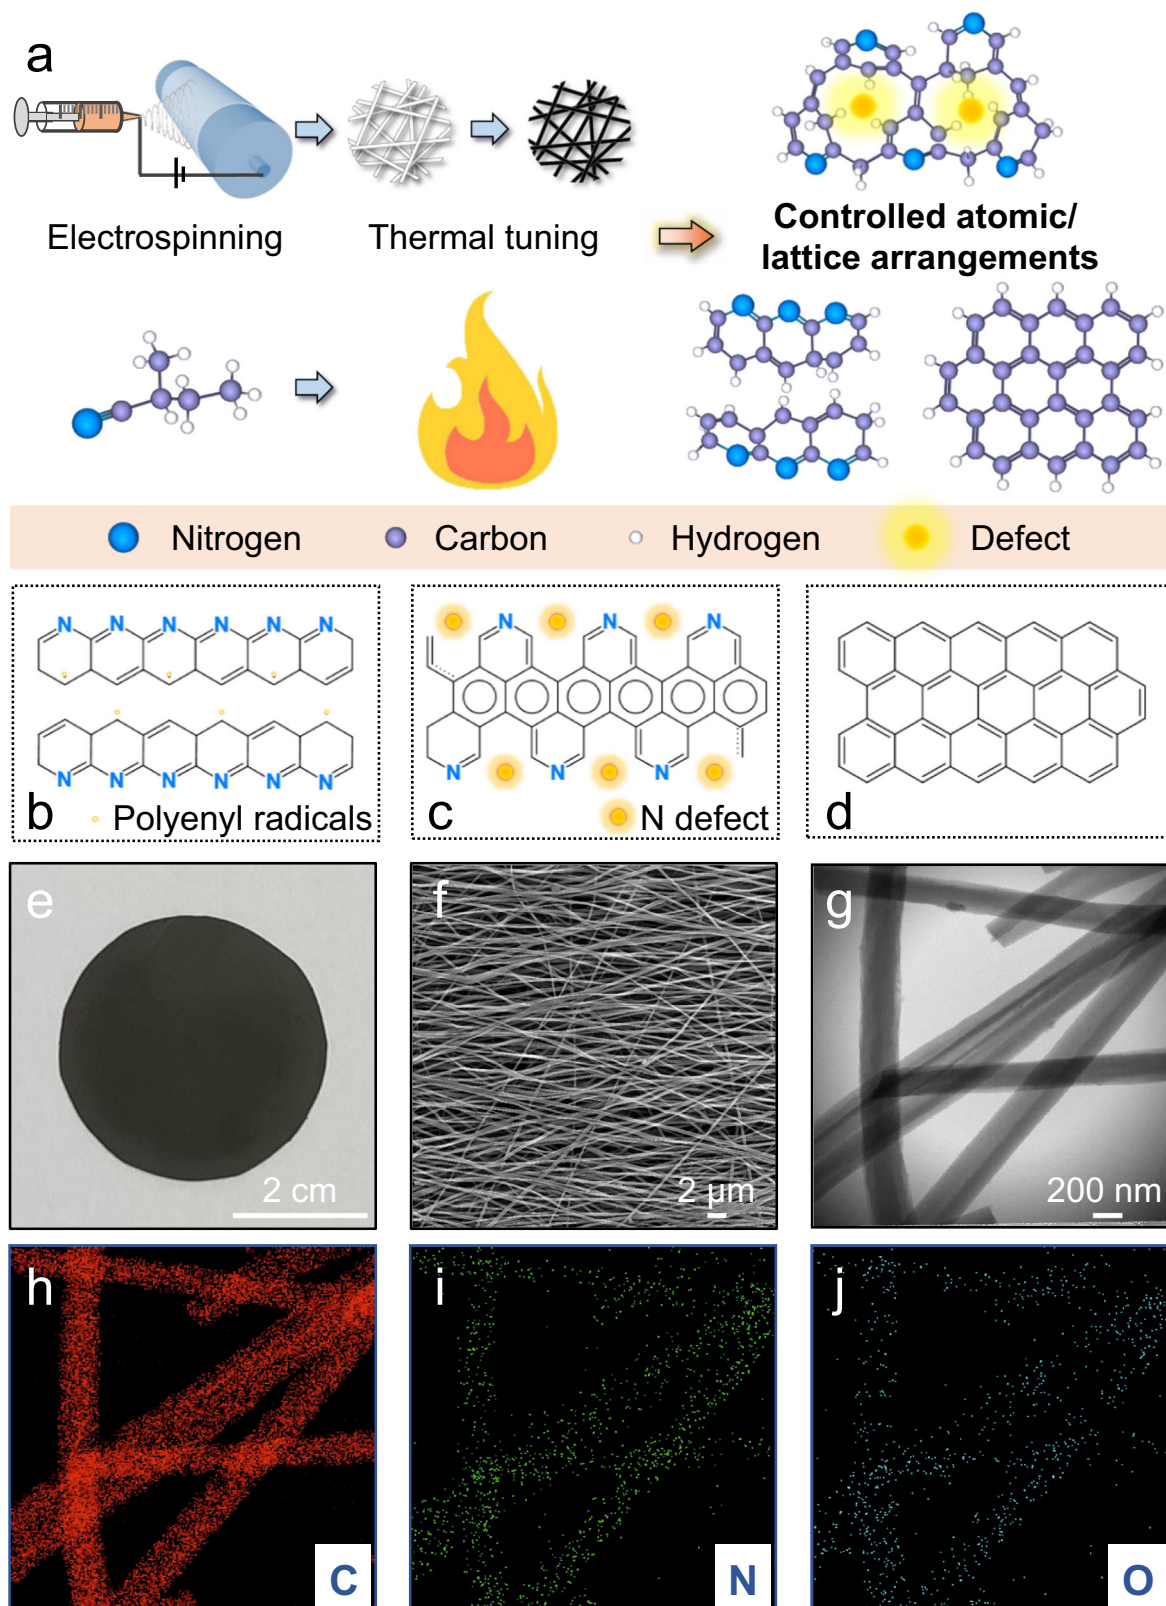 a
Electrospinning
Thermal tuning
Controlled atomic/
lattice arrangements
Nitrogen
Carbon
Hydrogen
Defect
N N N N N N
N N N N N N
b
Polyenyl radicals
N N N
N N N
c
N defect
d
e
2 cm
f
2 µm
g
200 nm
h
C
i
N
j
O